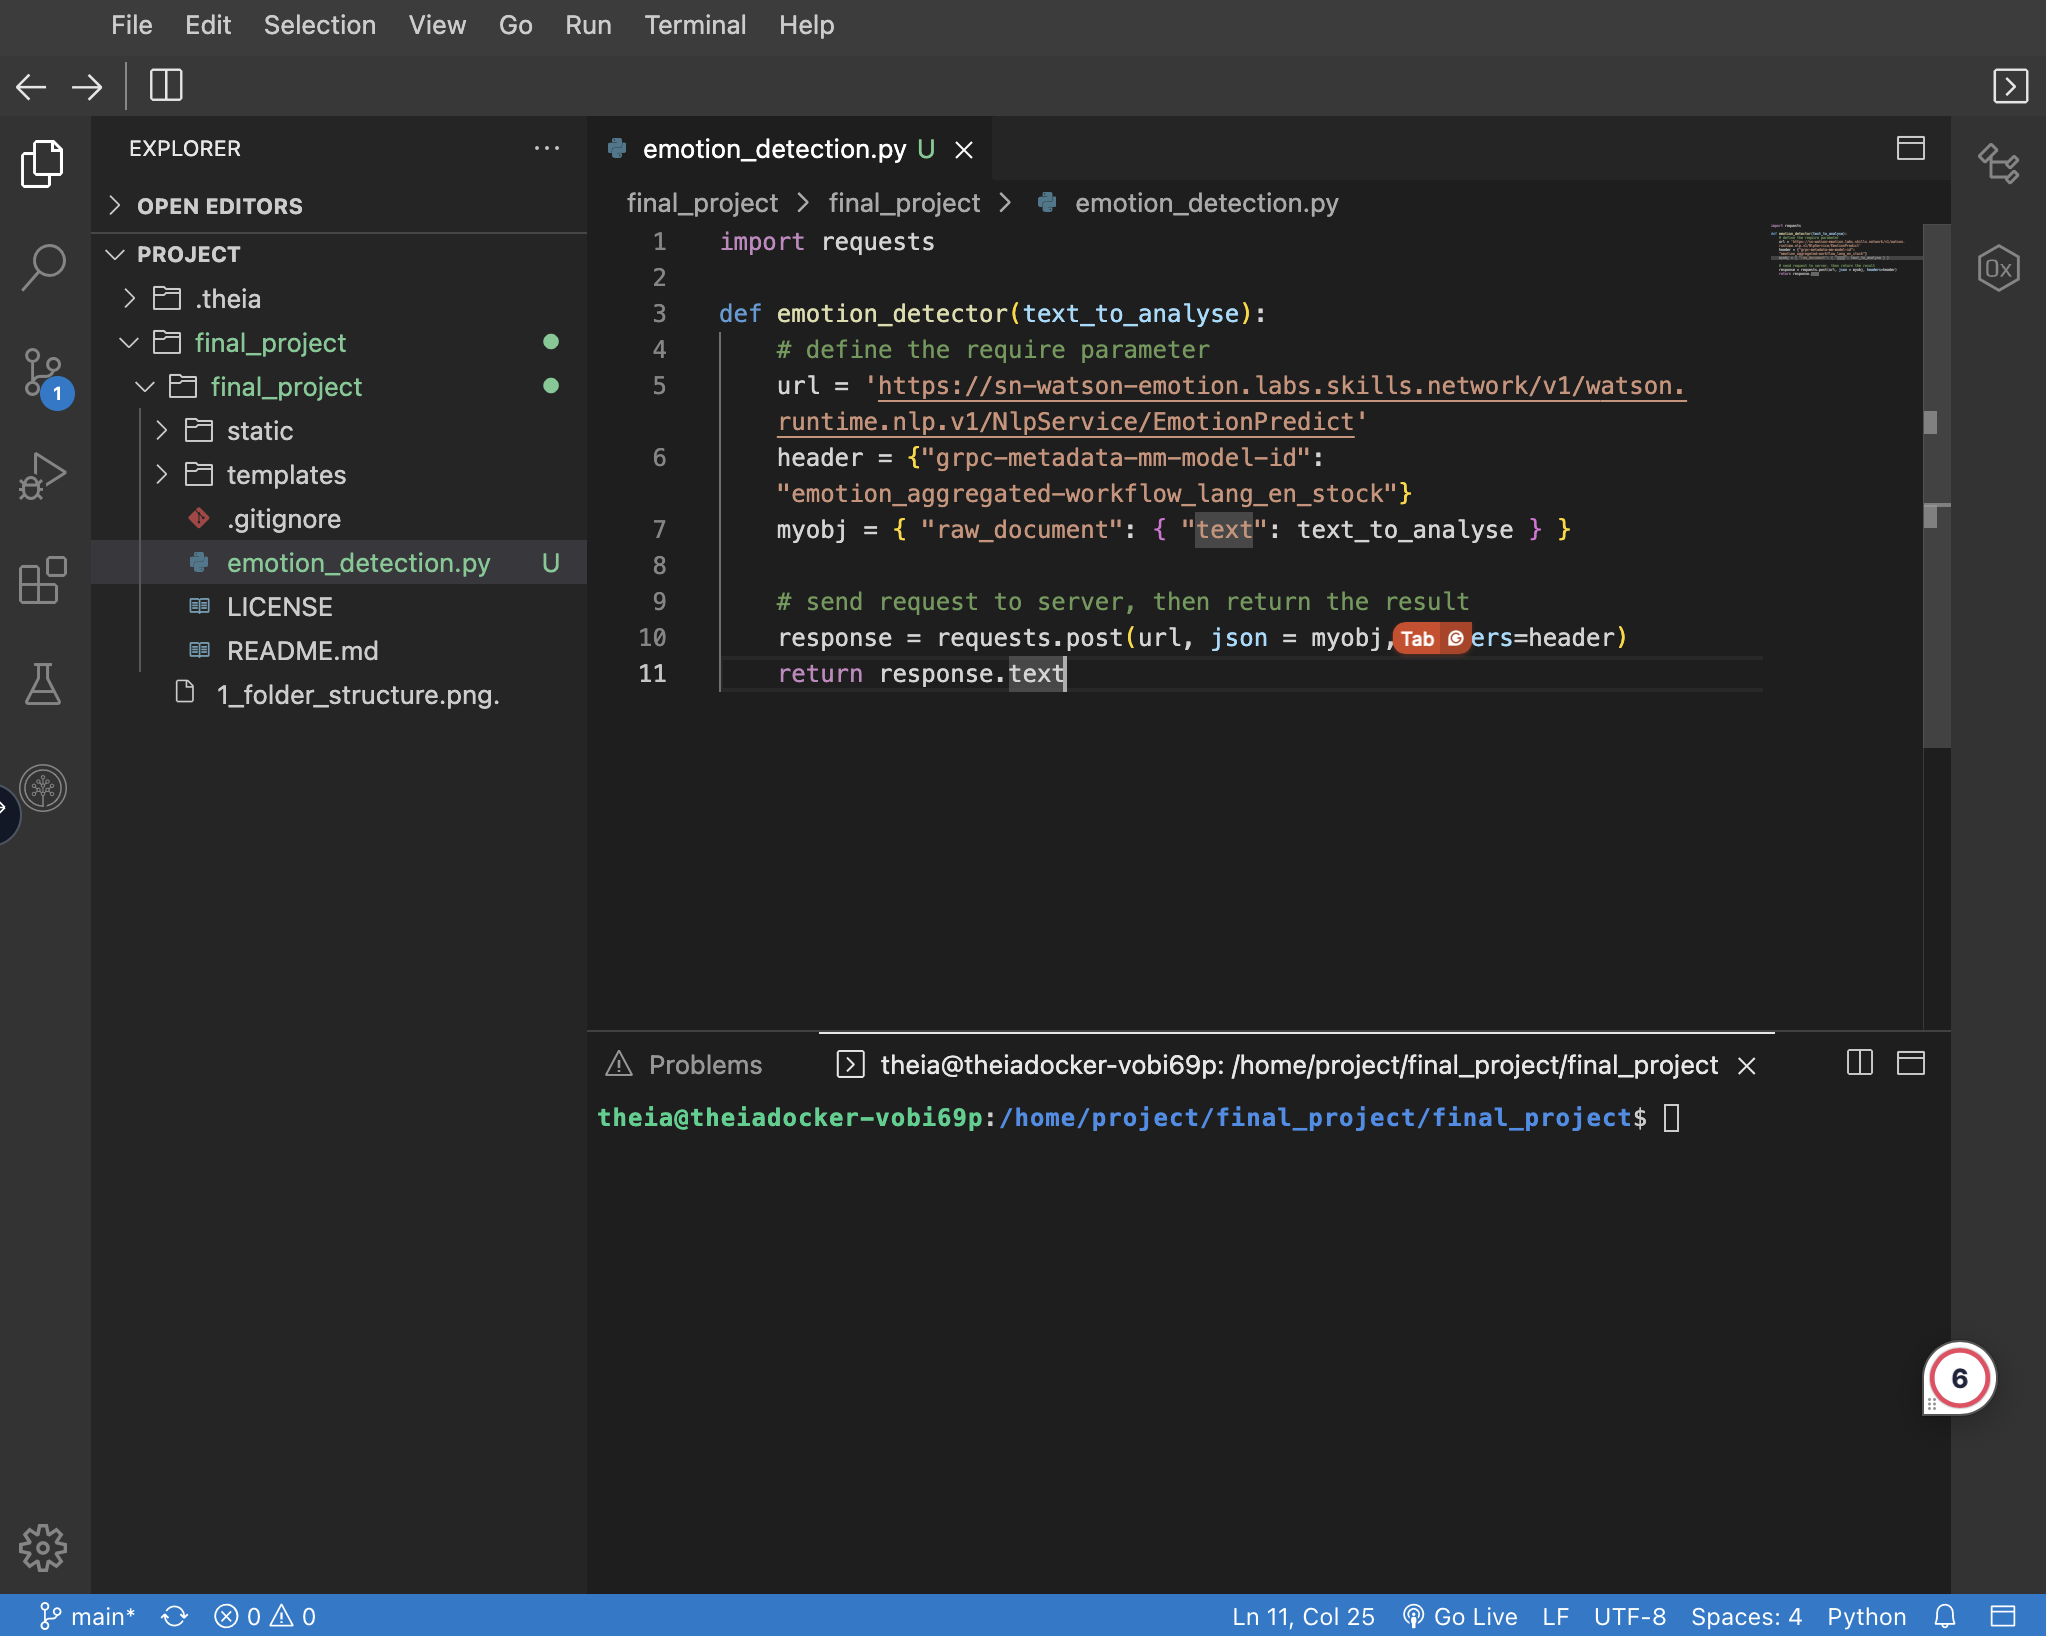 File Edit Selection View Go Run Terminal Help
EXPLORER
OPEN EDITORS
PROJECT
.theia
final_project
final_project
static
templates
.gitignore
emotion_detection.py U
LICENSE
README.md
1_folder_structure.png.
1
emotion_detection.py U
final_project > final_project > emotion_detection.py
1 import requests
2
3 def emotion_detector(text_to_analyse):
4 # define the require parameter
5 url = 'https://sn-watson-emotion.labs.skills.network/v1/watson.
runtime.nlp.v1/NlpService/EmotionPredict'
6 header = {"grpc-metadata-mm-model-id":
"emotion_aggregated-workflow_lang_en_stock"}
7 myobj = { "raw_document": { "text": text_to_analyse } }
8
9 # send request to server, then return the result
10 response = requests.post(url, json = myobj, Tab G ers=header)
11 return response.text
0x
Problems
theia@theiadocker-vobi69p: /home/project/final_project/final_project
theia@theiadocker-vobi69p:/home/project/final_project/final_project$
6
main* 0 0 Ln 11, Col 25 Go Live LF UTF-8 Spaces: 4 Python